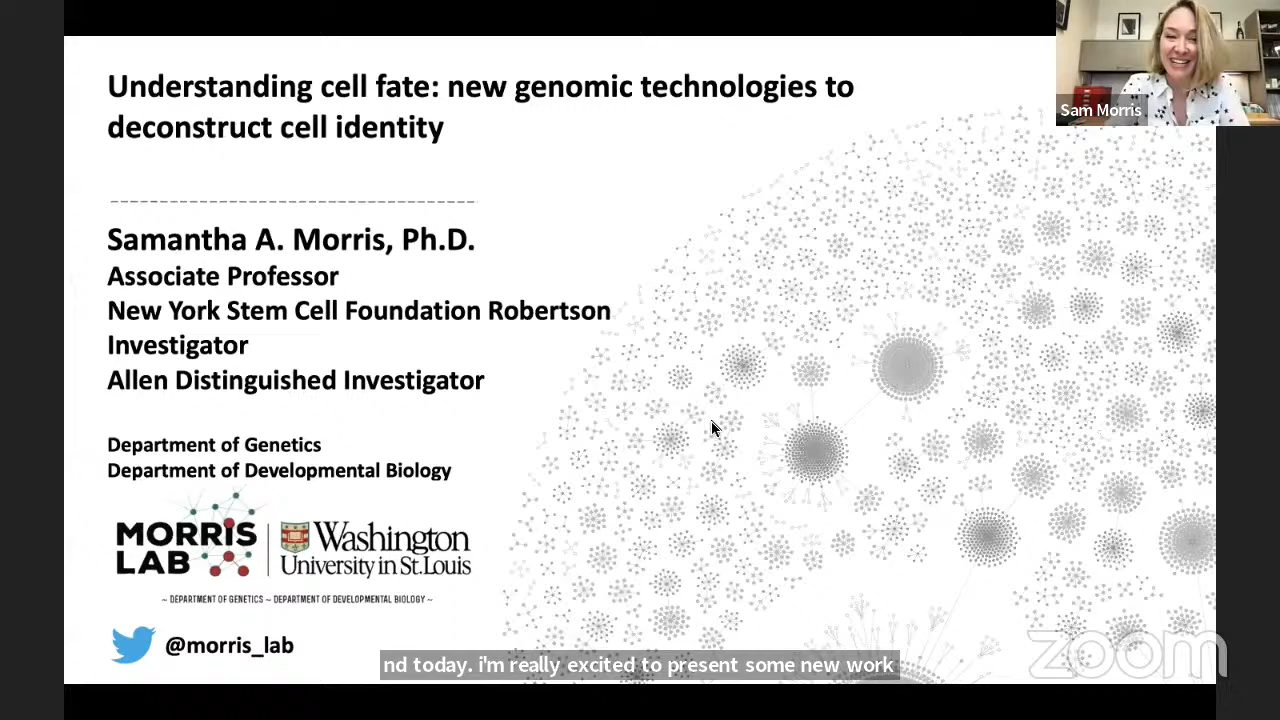 Understanding cell fate: new genomic technologies to
deconstruct cell identity
Sam Morris
Samantha A. Morris, Ph.D.
Associate Professor
New York Stem Cell Foundation Robertson
Investigator
Allen Distinguished Investigator
Department of Genetics
Department of Developmental Biology
MORRIS
LAB
Washington
University in St. Louis
~ DEPARTMENT OF GENETICS ~ DEPARTMENT OF DEVELOPMENTAL BIOLOGY ~
@morris_lab
nd today. i'm really excited to present some new work
zoom